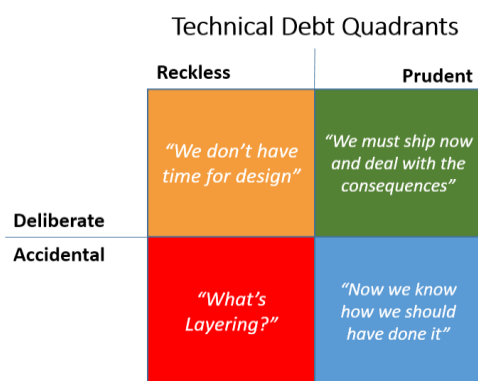 Technical Debt Quadrants
Reckless
Prudent
“We don’t have
time for design”
“We must ship now
and deal with the
consequences”
Deliberate
Accidental
“What’s
Layering?”
“Now we know
how we should
have done it”